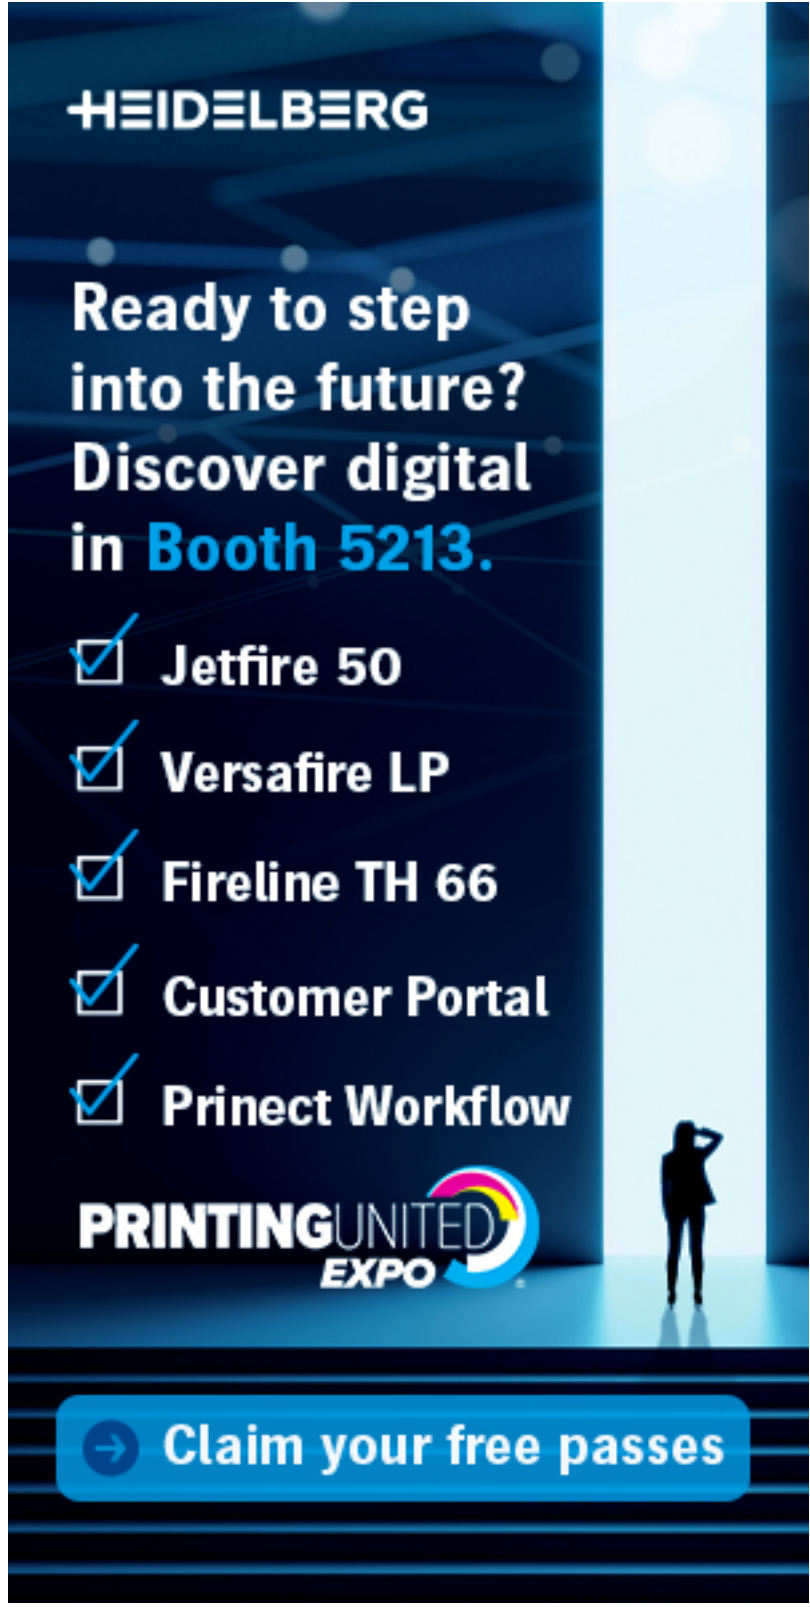 HEIDELBERG
Ready to step
into the future?
Discover digital
in Booth 5213.
Jetfire 50
Versafire LP
Fireline TH 66
Customer Portal
Prinect Workflow
PRINTINGUNITED
EXPO
Claim your free passes